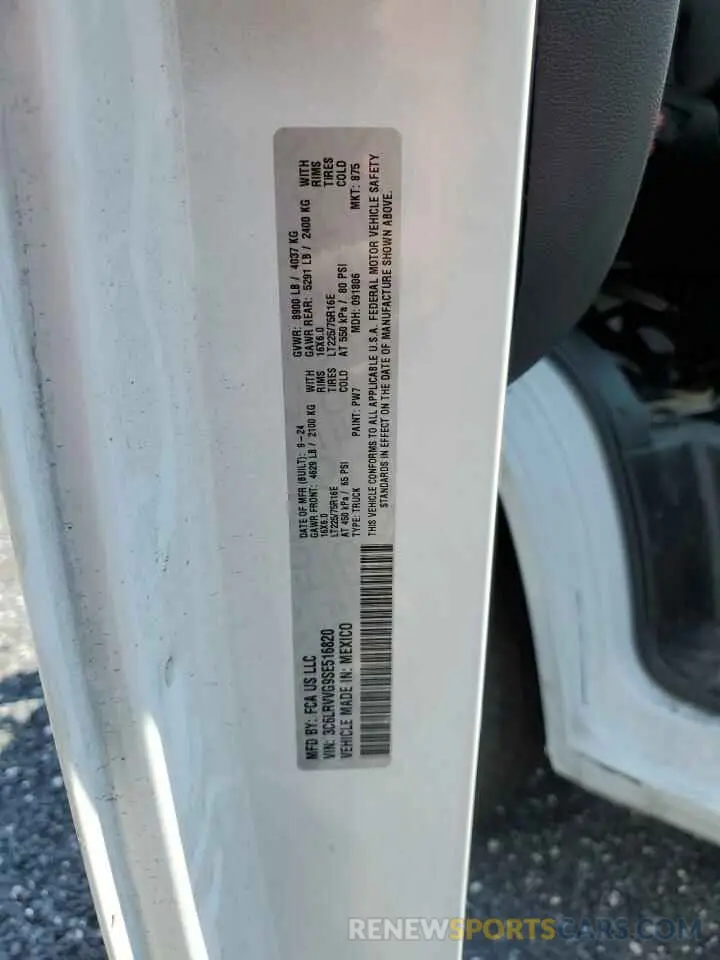 MFD BY: FCA US LLC
VIN: 3C6LRVVG9SE516820
VEHICLE MADE IN: MEXICO
DATE OF MFR (BUILT): 9-24 GVWR: 8900 LB / 4037 KG
GAWR FRONT: 4629 LB / 2100 KG WITH GAWR REAR: 5291 LB / 2400 KG WITH
16X6.0 RIMS 16X6.0 RIMS
LT225/75R16E TIRES LT225/75R16E TIRES
AT 450 kPa / 65 PSI COLD AT 550 kPa / 80 PSI COLD
TYPE: TRUCK PAINT: PW7 MDH: 091806 MKT: 875
THIS VEHICLE CONFORMS TO ALL APPLICABLE U.S.A. FEDERAL MOTOR VEHICLE SAFETY
STANDARDS IN EFFECT ON THE DATE OF MANUFACTURE SHOWN ABOVE.
RENEWSFCACARS.COM